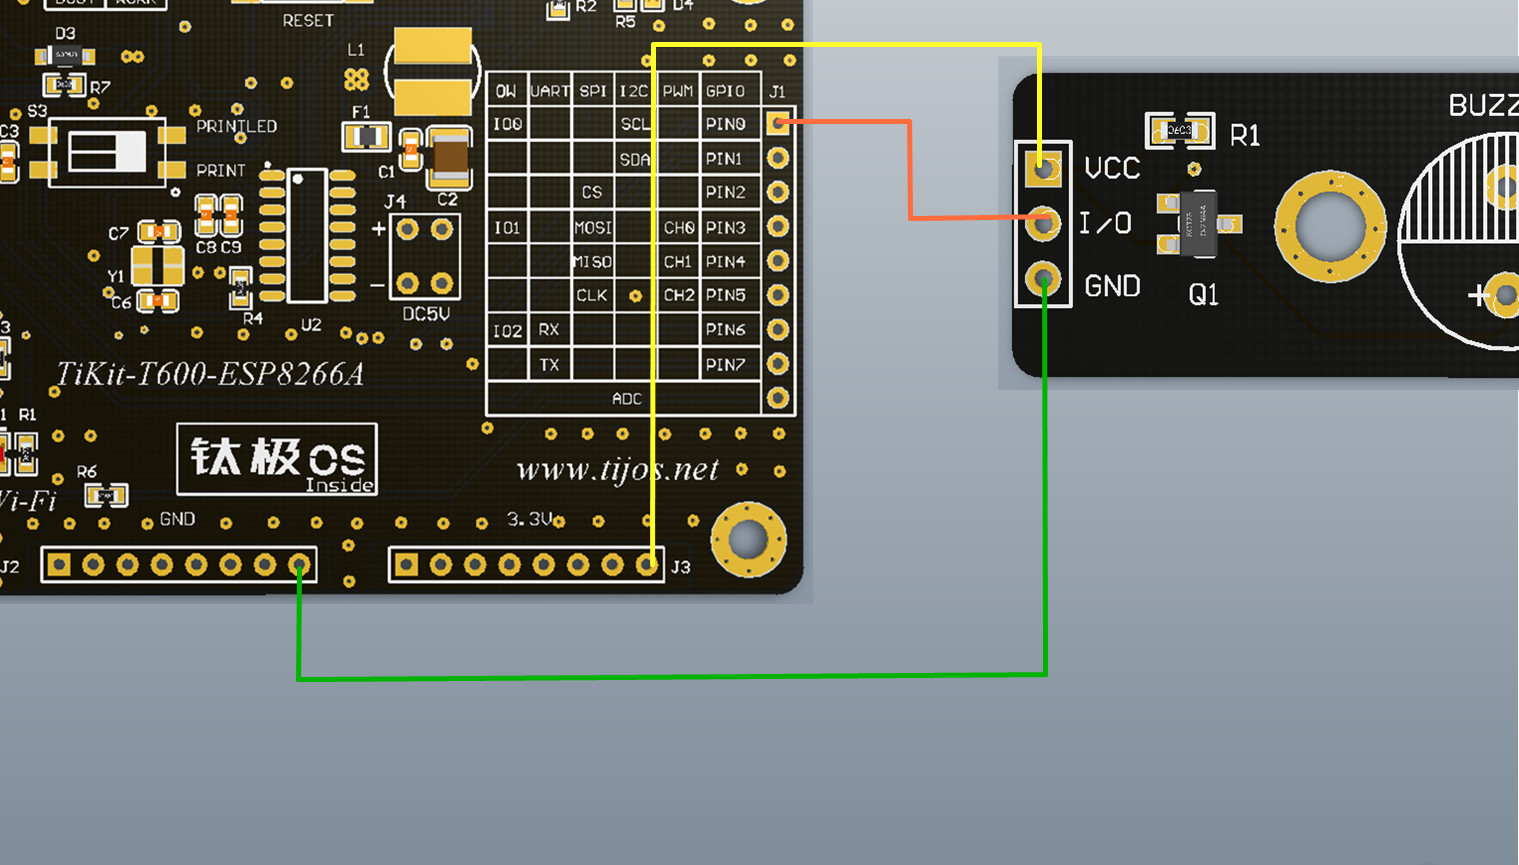 RESET
R2
R5
D4
D3
R7
S3
C3
PRINTLED
PRINT
L1
F1
C1
C2
J4
+
-
DC5V
C7
C8 C9
Y1
C6
R4
U2
OW UART SPI I2C PWM GPIO J1
IO0 SCL PIN0
SDA PIN1
CS PIN2
IO1 MOSI CH0 PIN3
MISO CH1 PIN4
CLK CH2 PIN5
IO2 RX PIN6
TX PIN7
ADC
TiKit-T600-ESP8266A
R1
R6
钛极OS
Inside
www.tijos.net
GND
3.3V
J2
J3
BUZZ
R1
VCC
I/O
GND
Q1
+